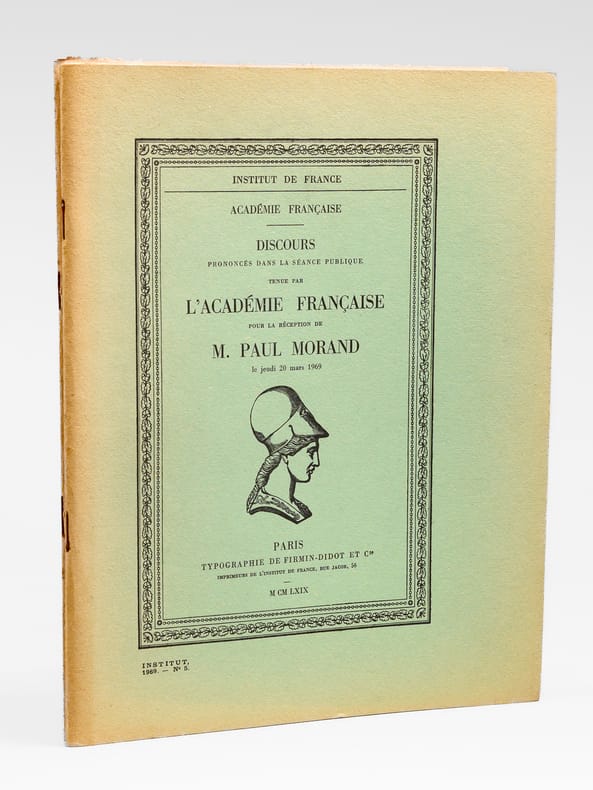 INSTITUT DE FRANCE
ACADÉMIE FRANÇAISE
DISCOURS
PRONONCÉS DANS LA SÉANCE PUBLIQUE
TENUE PAR
L'ACADÉMIE FRANÇAISE
POUR LA RÉCEPTION DE
M. PAUL MORAND
le jeudi 20 mars 1969
PARIS
TYPOGRAPHIE DE FIRMIN-DIDOT ET Cie
IMPRIMEURS DE L'INSTITUT DE FRANCE, RUE JACOB, 56
M CM LXIX
INSTITUT,
1969. — N° 5.